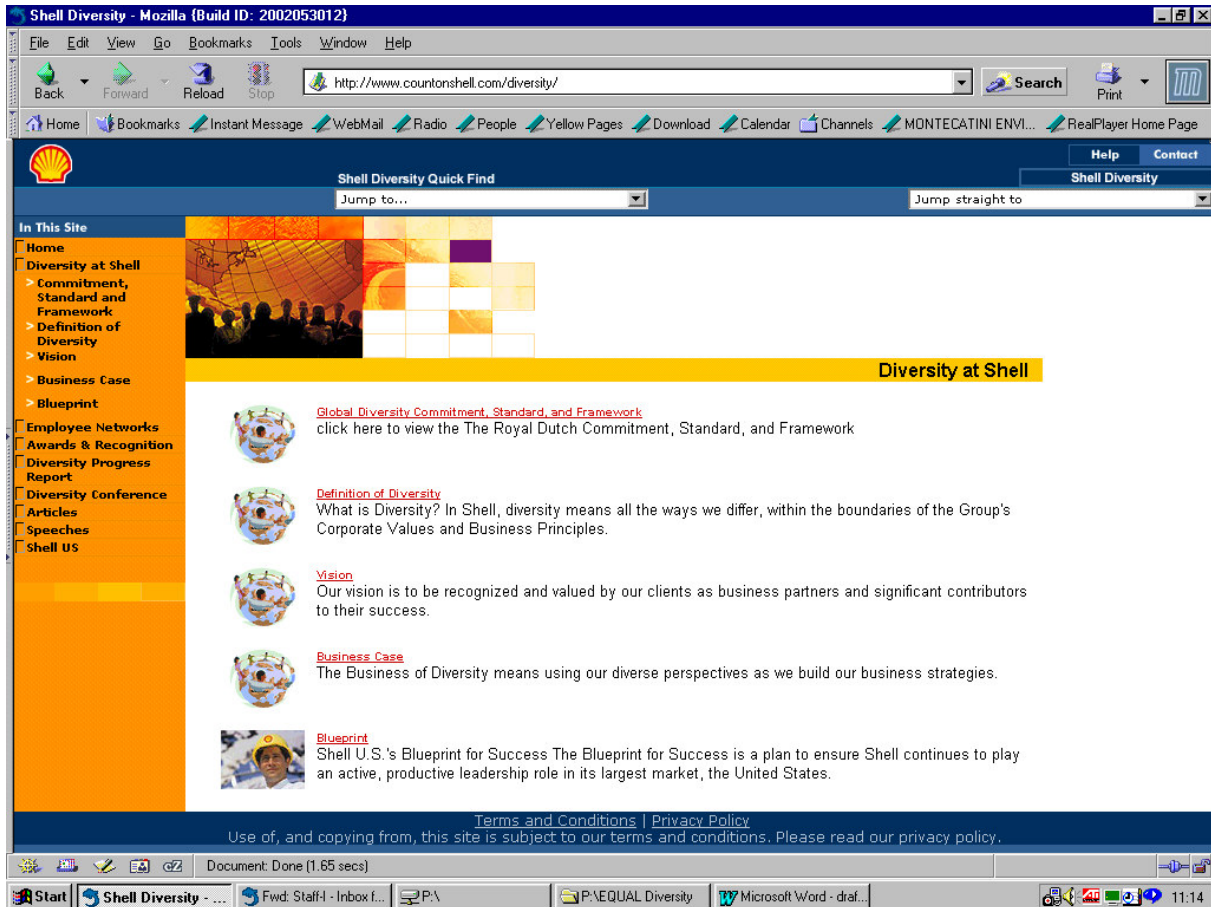 Shell Diversity - Mozilla {Build ID: 2002053012}
File Edit View Go Bookmarks Tools Window Help
Back Forward Reload Stop http://www.countonshell.com/diversity/ Search Print
Home Bookmarks Instant Message WebMail Radio People Yellow Pages Download Calendar Channels MONTECATINI ENVI... RealPlayer Home Page
Help Contact
Shell Diversity Quick Find Shell Diversity
Jump to... Jump straight to
In This Site
Home
Diversity at Shell
> Commitment,
Standard and
Framework
> Definition of
Diversity
> Vision
> Business Case
> Blueprint
Employee Networks
Awards & Recognition
Diversity Progress
Report
Diversity Conference
Articles
Speeches
Shell US
Diversity at Shell
Global Diversity Commitment, Standard, and Framework
click here to view the The Royal Dutch Commitment, Standard, and Framework
Definition of Diversity
What is Diversity? In Shell, diversity means all the ways we differ, within the boundaries of the Group's
Corporate Values and Business Principles.
Vision
Our vision is to be recognized and valued by our clients as business partners and significant contributors
to their success.
Business Case
The Business of Diversity means using our diverse perspectives as we build our business strategies.
Blueprint
Shell U.S.'s Blueprint for Success The Blueprint for Success is a plan to ensure Shell continues to play
an active, productive leadership role in its largest market, the United States.
Terms and Conditions | Privacy Policy
Use of, and copying from, this site is subject to our terms and conditions. Please read our privacy policy.
Document: Done (1.65 secs)
Start Shell Diversity - ... Fwd: Staff-I - Inbox f... P:\ P:\EQUAL Diversity Microsoft Word - draf... 11:14